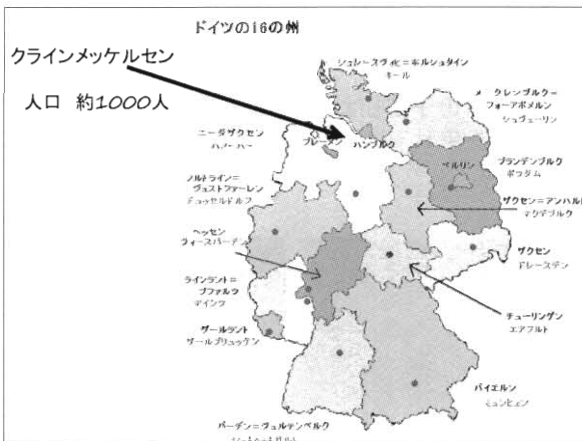 ドイツの16の州
クラインメッケルセン
人口 約1000人
シュレースヴィヒ＝ホルシュタイン
キール
メークレンブルク＝
フォーアポメルン
シュヴェーリン
ニーダザクセン
ハノーバー
ブレーメン
ハンブルク
ベルリン
ブランデンブルク
ポツダム
ノルトライン＝
ヴェストファーレン
デュッセルドルフ
ザクセン＝アンハルト
マクデブルク
ヘッセン
ヴィースバーデン
ザクセン
ドレースデン
ラインラント＝
プファルツ
マインツ
チューリンゲン
エアフルト
ザールラント
ザールブリュッケン
バイエルン
ミュンヒェン
バーデン＝ヴュルテンベルク